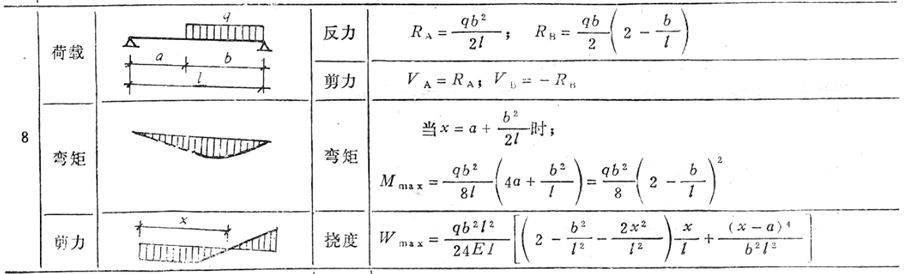 8
荷载
q
a
b
l
反力
R_A = \frac{qb^2}{2l}； R_B = \frac{qb}{2}\left(2 - \frac{b}{l}\right)
剪力
V_A = R_A；V_B = - R_B
弯矩
弯矩
当 x = a + \frac{b^2}{2l} 时；
M_{max} = \frac{qb^2}{8l}\left(4a + \frac{b^2}{l}\right) = \frac{qb^2}{8}\left(2 - \frac{b}{l}\right)^2
剪力
x
挠度
W_{max} = \frac{qb^2l^2}{24El}\left[\left(2 - \frac{b^2}{l^2} - \frac{2x^2}{l^2}\right)\frac{x}{l} + \frac{(x-a)^4}{b^2l^2}\right]